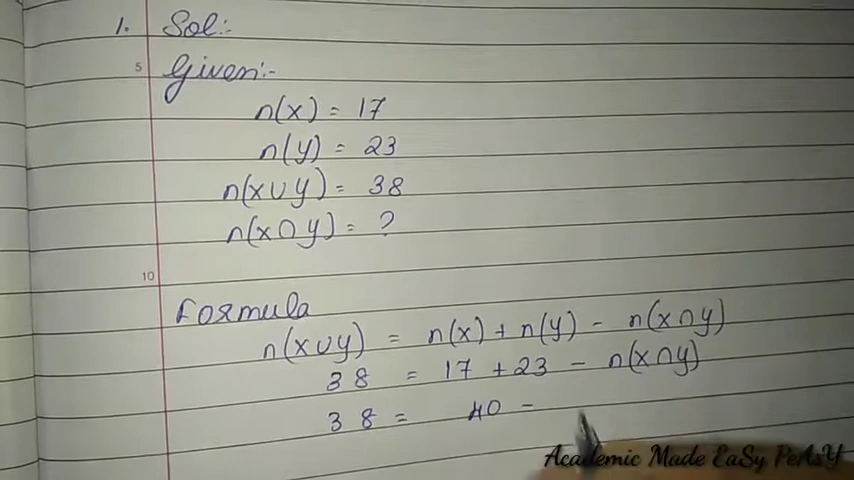 1. Sol:-
5
Given:-
n(x) = 17
n(y) = 23
n(x∪y) = 38
n(x∩y) = ?
10
Formula
n(x∪y) = n(x) + n(y) - n(x∩y)
38 = 17 + 23 - n(x∩y)
38 = 40 -
Academic Made EaSy PeAsY